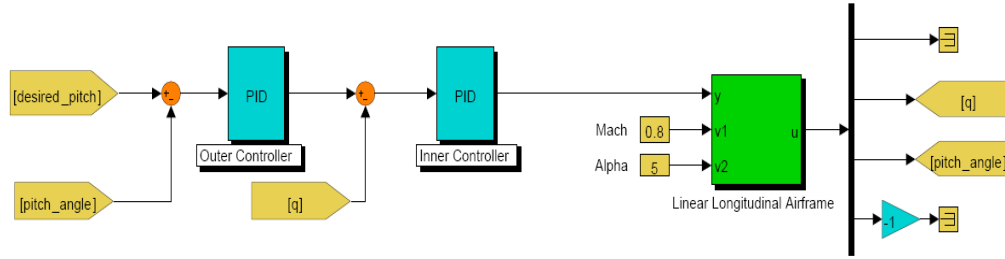 [desired_pitch]
+
-
PID
Outer Controller
+
-
PID
Inner Controller
[pitch_angle]
[q]
Mach
0.8
Alpha
5
y
v1
v2
u
Linear Longitudinal Airframe
[q]
[pitch_angle]
-1